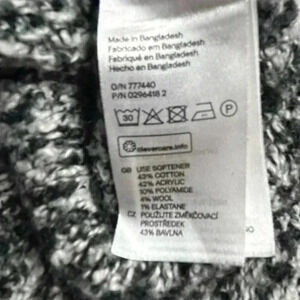 Made in Bangladesh
Fabricado em Bangladesh
Fabriqué en Bangladesh
Hecho en Bangladesh
O/N 777440
P/N 0296418 2
30
P
clevercare.info
GB USE SOFTENER
43% COTTON
42% ACRYLIC
10% POLYAMIDE
4% WOOL
1% ELASTANE
CZ POUŽIJTE ZMĚKČOVACÍ
PROSTŘEDEK
43% BAVLNA